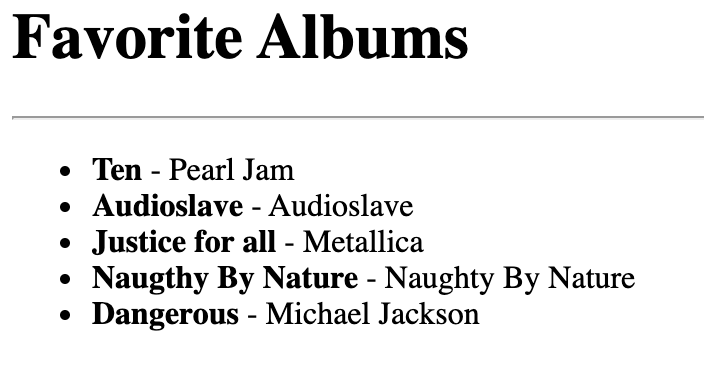 Favorite Albums
Ten - Pearl Jam
Audioslave - Audioslave
Justice for all - Metallica
Naugthy By Nature - Naughty By Nature
Dangerous - Michael Jackson